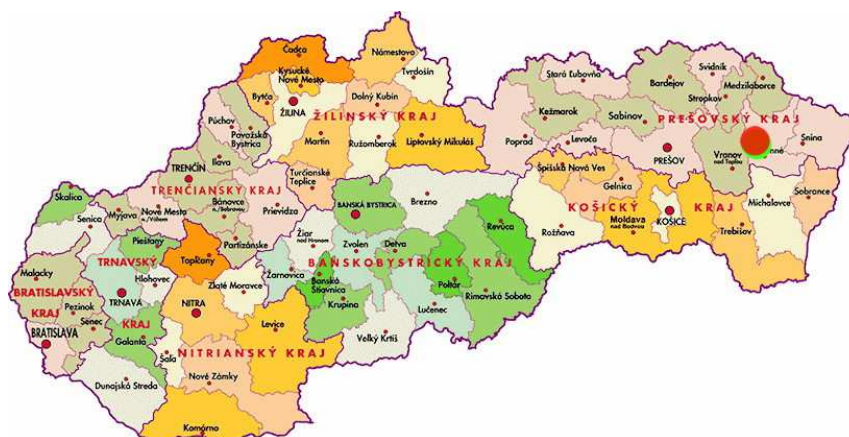 Čadca
Kysucké
Nové Mesto
Námestovo
Tvrdošín
Bytča
ŽILINA
Dolný Kubín
ŽILINSKÝ KRAJ
Martin
Ružomberok
Liptovský Mikuláš
Turčianske
Teplice
Púchov
Považská
Bystrica
Ilava
TRENČÍN
TRENČIANSKY KRAJ
Bánovce
n./Bebravou
Prievidza
Nové Mesto
n./Váhom
Myjava
Partizánske
Skalica
Senica
Piešťany
TRNAVSKÝ
KRAJ
Hlohovec
TRNAVA
Galanta
Dunajská Streda
Malacky
BRATISLAVSKÝ
KRAJ
Pezinok
Senec
BRATISLAVA
Topoľčany
Zlaté Moravce
NITRA
Levice
NITRIANSKÝ KRAJ
Šaľa
Nové Zámky
Komárno
BANSKÁ BYSTRICA
Brezno
Žiar
nad Hronom
Zvolen
Detva
BANSKOBYSTRICKÝ KRAJ
Žarnovica
Banská
Štiavnica
Krupina
Veľký Krtíš
Lučenec
Poltár
Revúca
Rimavská Sobota
Stará Ľubovňa
Kežmarok
Poprad
Levoča
Sabinov
Bardejov
Svidník
Stropkov
Medzilaborce
PREŠOVSKÝ KRAJ
PREŠOV
Vranov
nad Topľou
Snina
Spišská Nová Ves
Gelnica
KOŠICKÝ KRAJ
Rožňava
Moldava
nad Bodvou
KOŠICE
Trebišov
Michalovce
Sobrance